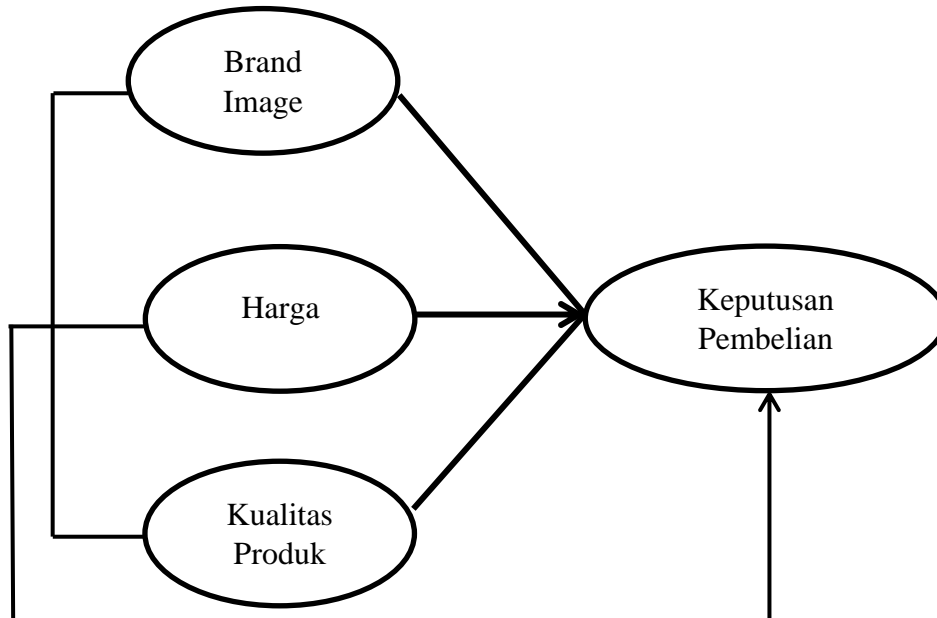 Brand
Image
Harga
Keputusan
Pembelian
Kualitas
Produk